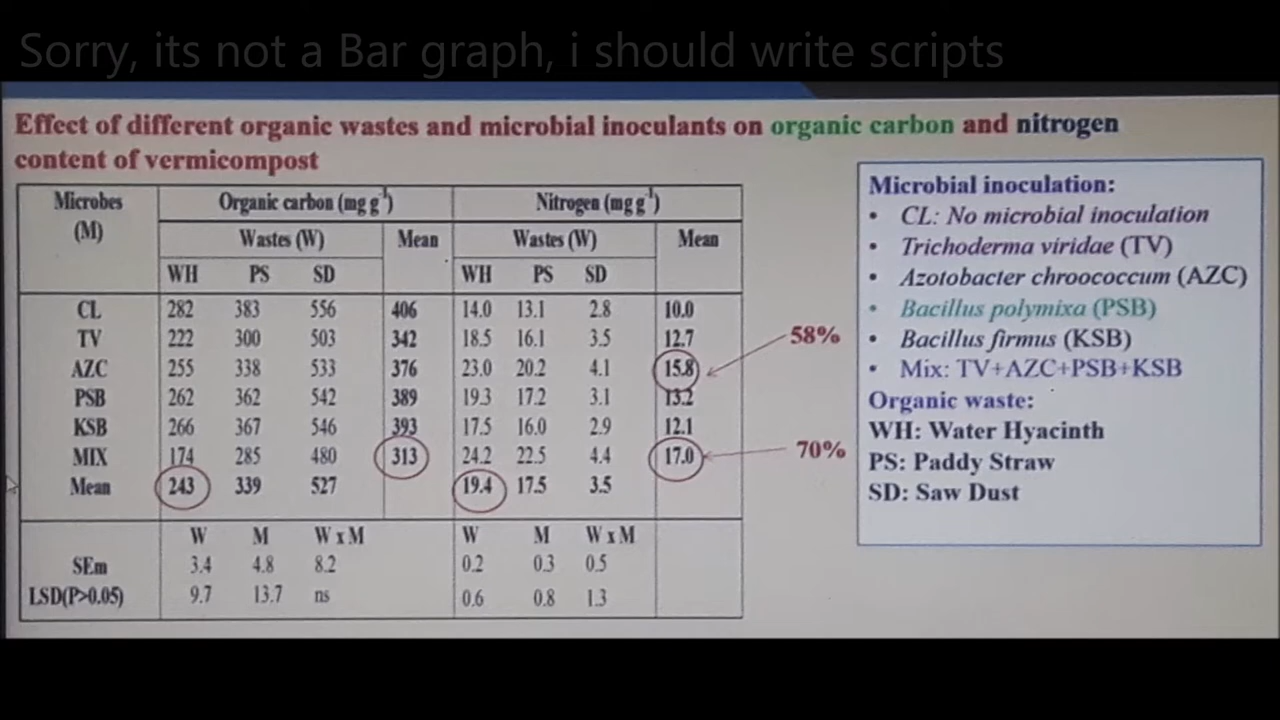 Sorry, its not a Bar graph, i should write scripts
Effect of different organic wastes and microbial inoculants on organic carbon and nitrogen
content of vermicompost
Microbes Organic carbon (mg g-1) Nitrogen (mg g-1)
(M) Wastes (W) Mean Wastes (W) Mean
WH PS SD WH PS SD
CL 282 383 556 406 14.0 13.1 2.8 10.0
TV 222 300 503 342 18.5 16.1 3.5 12.7
AZC 255 338 533 376 23.0 20.2 4.1 15.8
PSB 262 362 542 389 19.3 17.2 3.1 13.2
KSB 266 367 546 393 17.5 16.0 2.9 12.1
MIX 174 285 480 313 24.2 22.5 4.4 17.0
Mean 243 339 527 19.4 17.5 3.5
W M W x M W M W x M
SEm 3.4 4.8 8.2 0.2 0.3 0.5
LSD(P>0.05) 9.7 13.7 ns 0.6 0.8 1.3
58%
70%
Microbial inoculation:
• CL: No microbial inoculation
• Trichoderma viridae (TV)
• Azotobacter chroococcum (AZC)
• Bacillus polymixa (PSB)
• Bacillus firmus (KSB)
• Mix: TV+AZC+PSB+KSB
Organic waste:
WH: Water Hyacinth
PS: Paddy Straw
SD: Saw Dust